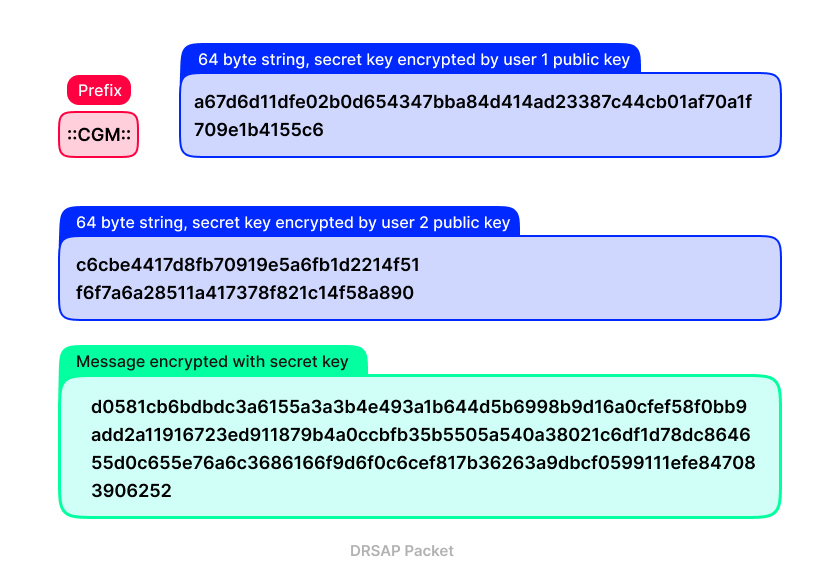 64 byte string, secret key encrypted by user 1 public key
Prefix
::CGM::
a67d6d11dfe02b0d654347bba84d414ad23387c44cb01af70a1f
709e1b4155c6
64 byte string, secret key encrypted by user 2 public key
c6cbe4417d8fb70919e5a6fb1d2214f51
f6f7a6a28511a417378f821c14f58a890
Message encrypted with secret key
d0581cb6bdbdc3a6155a3a3b4e493a1b644d5b6998b9d16a0cfef58f0bb9
add2a11916723ed911879b4a0ccbfb35b5505a540a38021c6df1d78dc8646
55d0c655e76a6c3686166f9d6f0c6cef817b36263a9dbcf0599111efe84708
3906252
DRSAP Packet